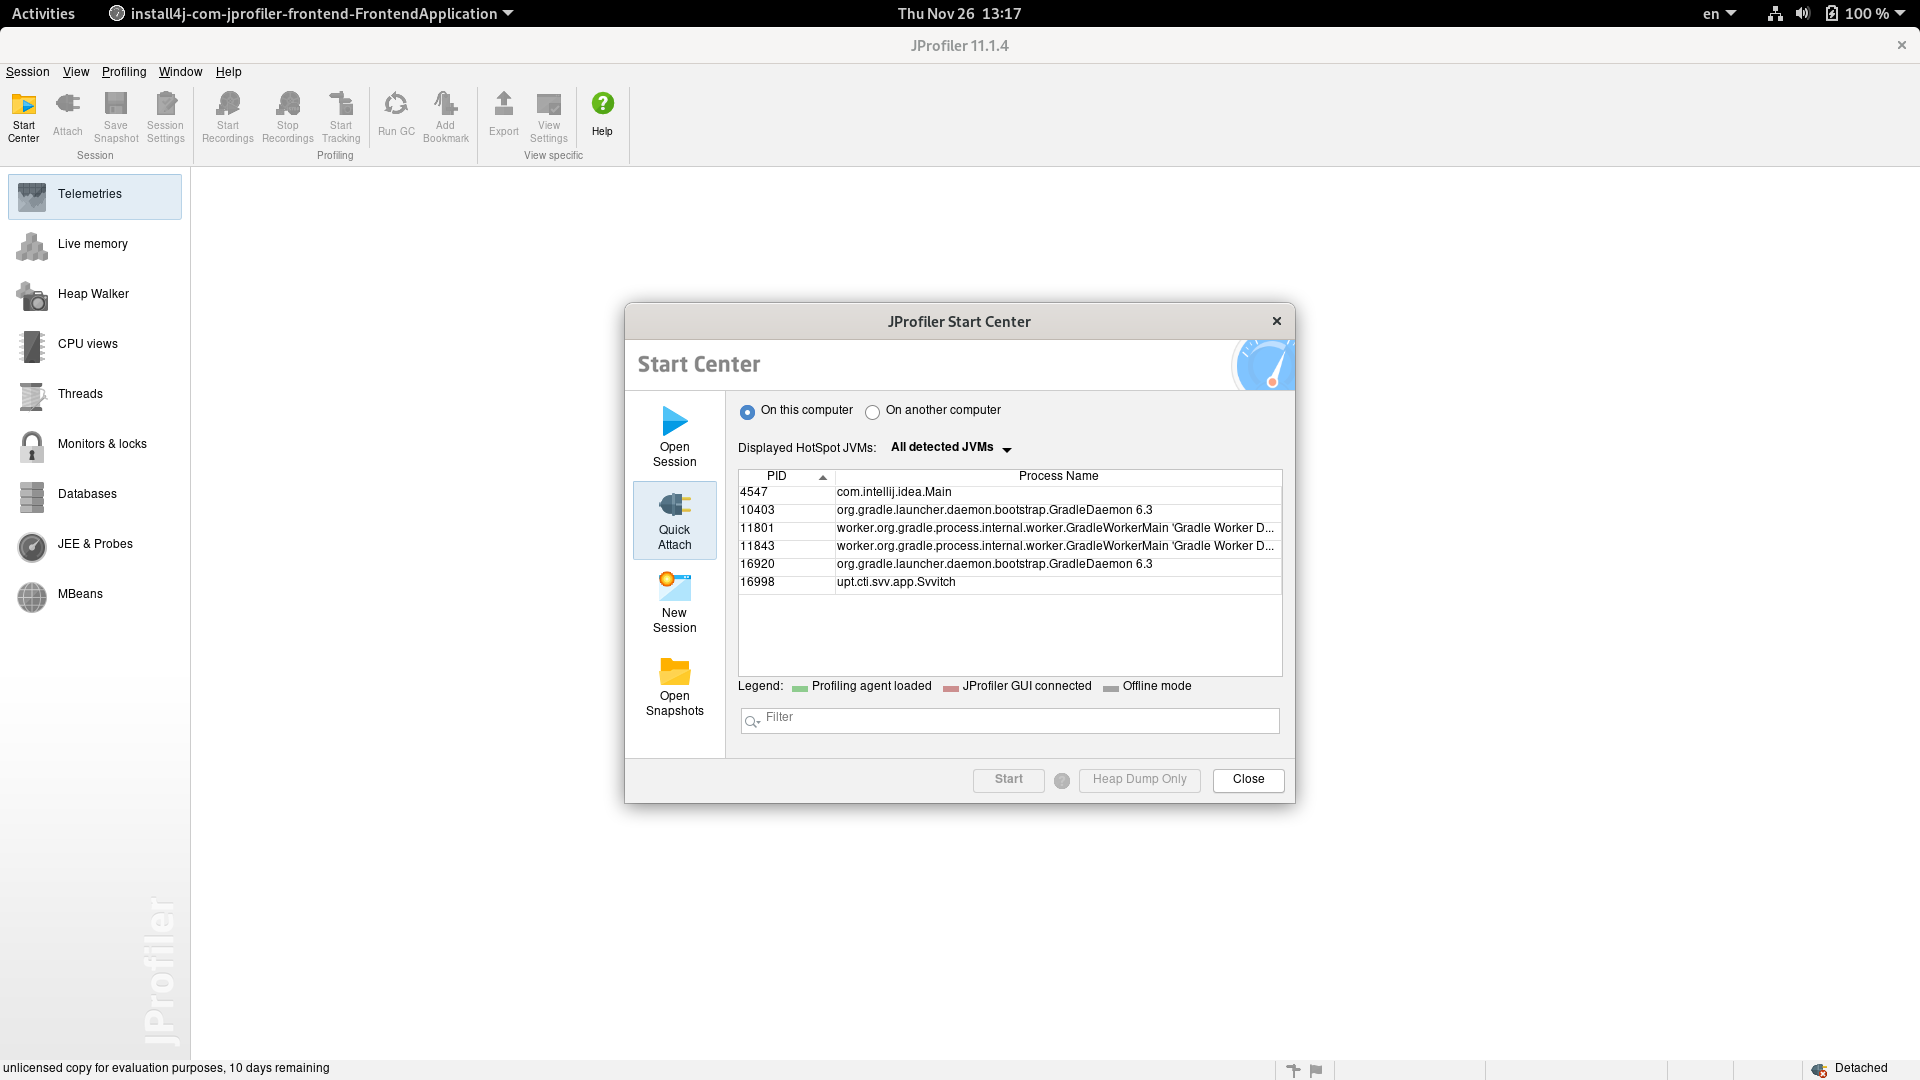 Activities
install4j-com-jprofiler-frontend-FrontendApplication
Thu Nov 26 13:17
en
100 %
JProfiler 11.1.4
Session View Profiling Window Help
Start Center
Attach
Save Snapshot
Session Settings
Start Recordings
Stop Recordings
Start Tracking
Run GC
Add Bookmark
Export
View Settings
Help
Session
Profiling
View specific
Telemetries
Live memory
Heap Walker
CPU views
Threads
Monitors & locks
Databases
JEE & Probes
MBeans
JProfiler
JProfiler Start Center
Start Center
Open
Session
Quick
Attach
New
Session
Open
Snapshots
On this computer On another computer
Displayed HotSpot JVMs: All detected JVMs
PID Process Name
4547 com.intellij.idea.Main
10403 org.gradle.launcher.daemon.bootstrap.GradleDaemon 6.3
11801 worker.org.gradle.process.internal.worker.GradleWorkerMain 'Gradle Worker D...
11843 worker.org.gradle.process.internal.worker.GradleWorkerMain 'Gradle Worker D...
16920 org.gradle.launcher.daemon.bootstrap.GradleDaemon 6.3
16998 upt.cti.svv.app.Svvitch
Legend: Profiling agent loaded JProfiler GUI connected Offline mode
Filter
Start ? Heap Dump Only Close
unlicensed copy for evaluation purposes, 10 days remaining
Detached